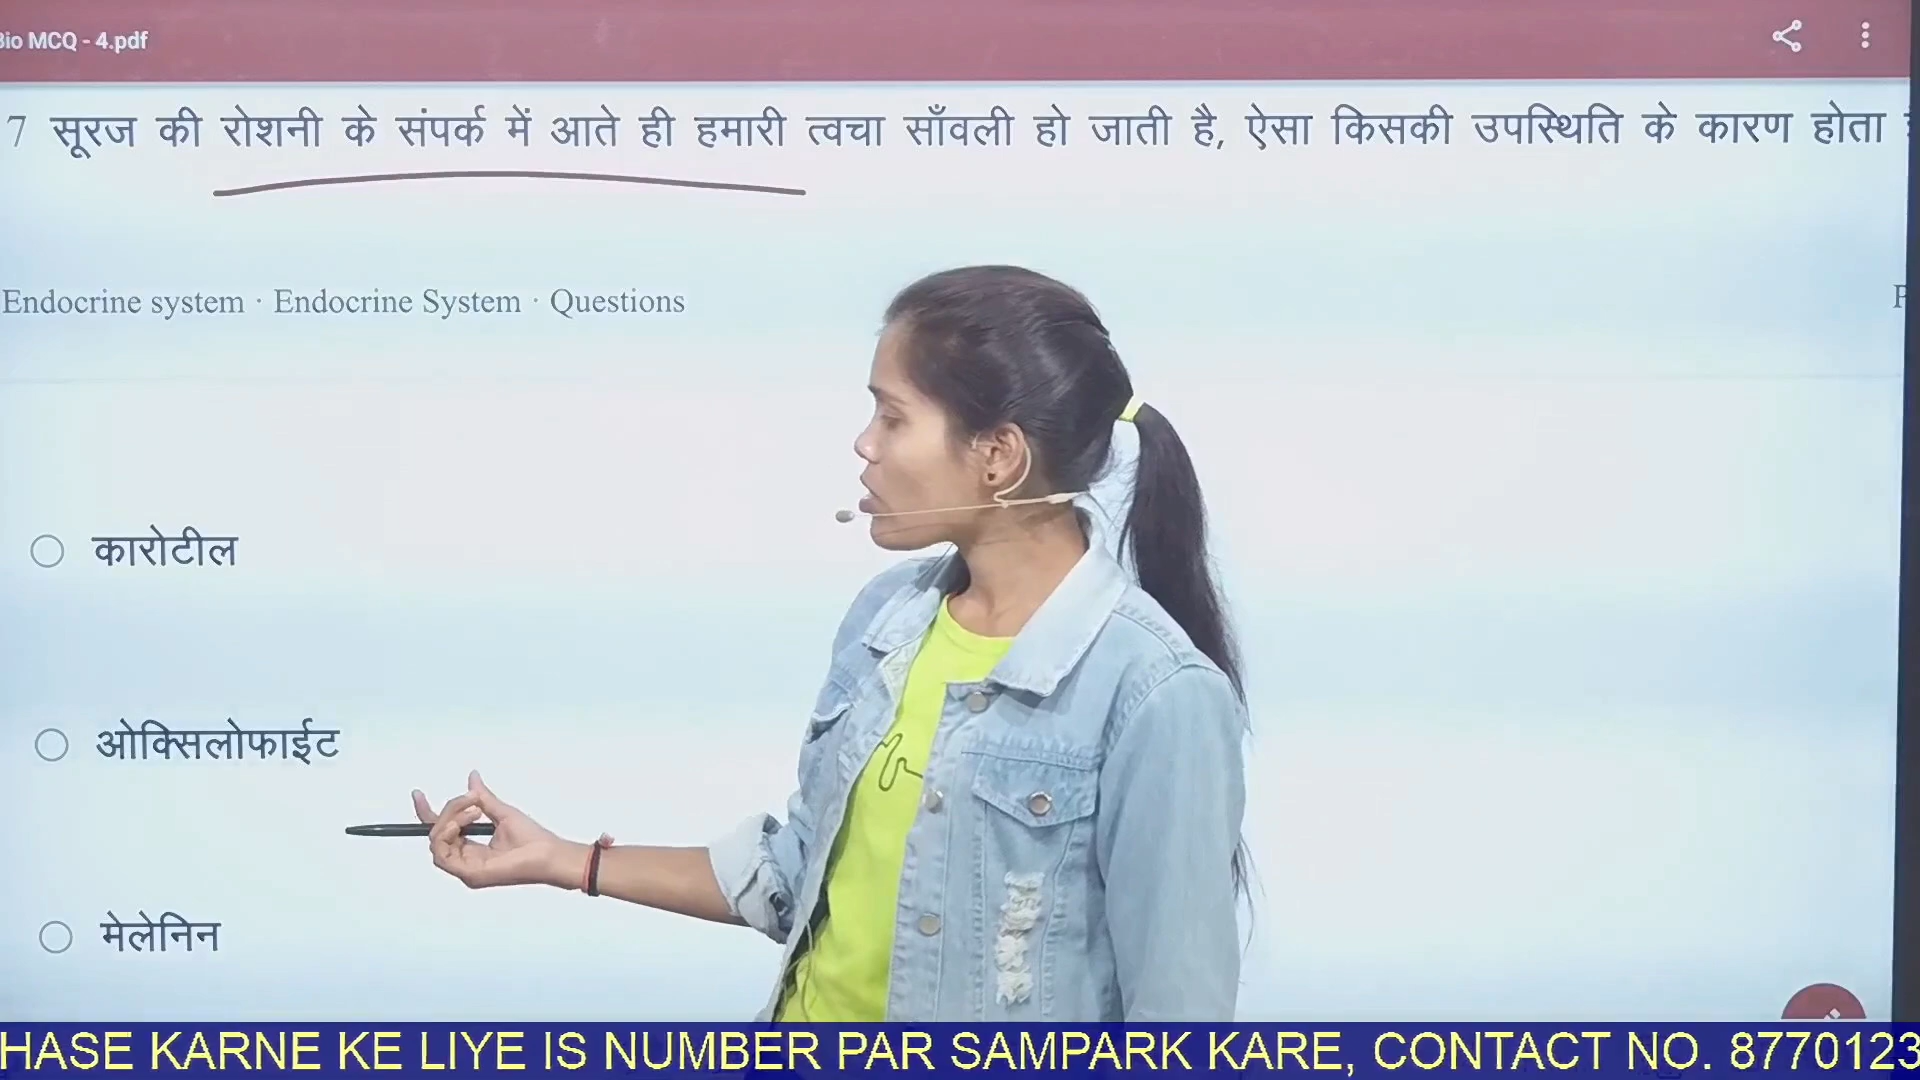 Bio MCQ - 4.pdf
7 सूरज की रोशनी के संपर्क में आते ही हमारी त्वचा साँवली हो जाती है, ऐसा किसकी उपस्थिति के कारण होता
Endocrine system · Endocrine System · Questions
कारोटील
ओक्सिलोफाईट
मेलेनिन
HASE KARNE KE LIYE IS NUMBER PAR SAMPARK KARE, CONTACT NO. 8770123